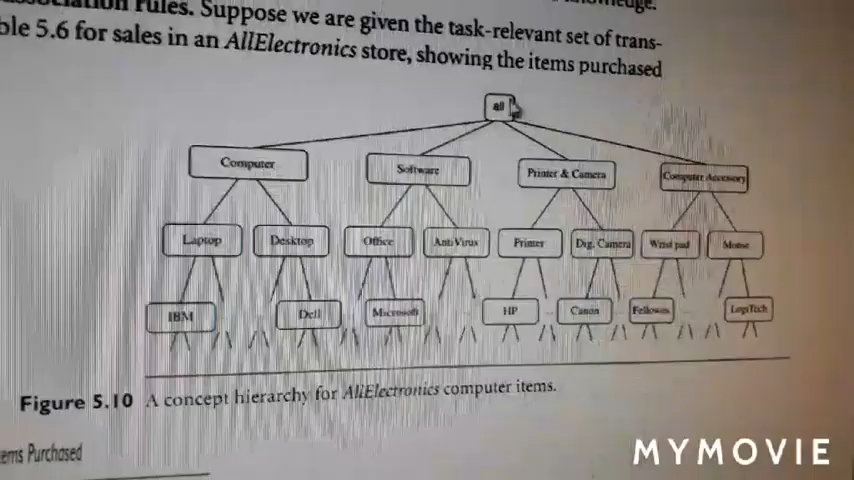 Rules. Suppose we are given the task-relevant set of trans-
ble 5.6 for sales in an AllElectronics store, showing the items purchased
all
Computer Software Printer & Camera Computer Accessory
Laptop Desktop Office AntiVirus Printer Dig. Camera Wrist pad Mouse
IBM Dell Microsoft HP Canon Fellowes LogiTech
Figure 5.10 A concept hierarchy for AllElectronics computer items.
ems Purchased
MYMOVIE